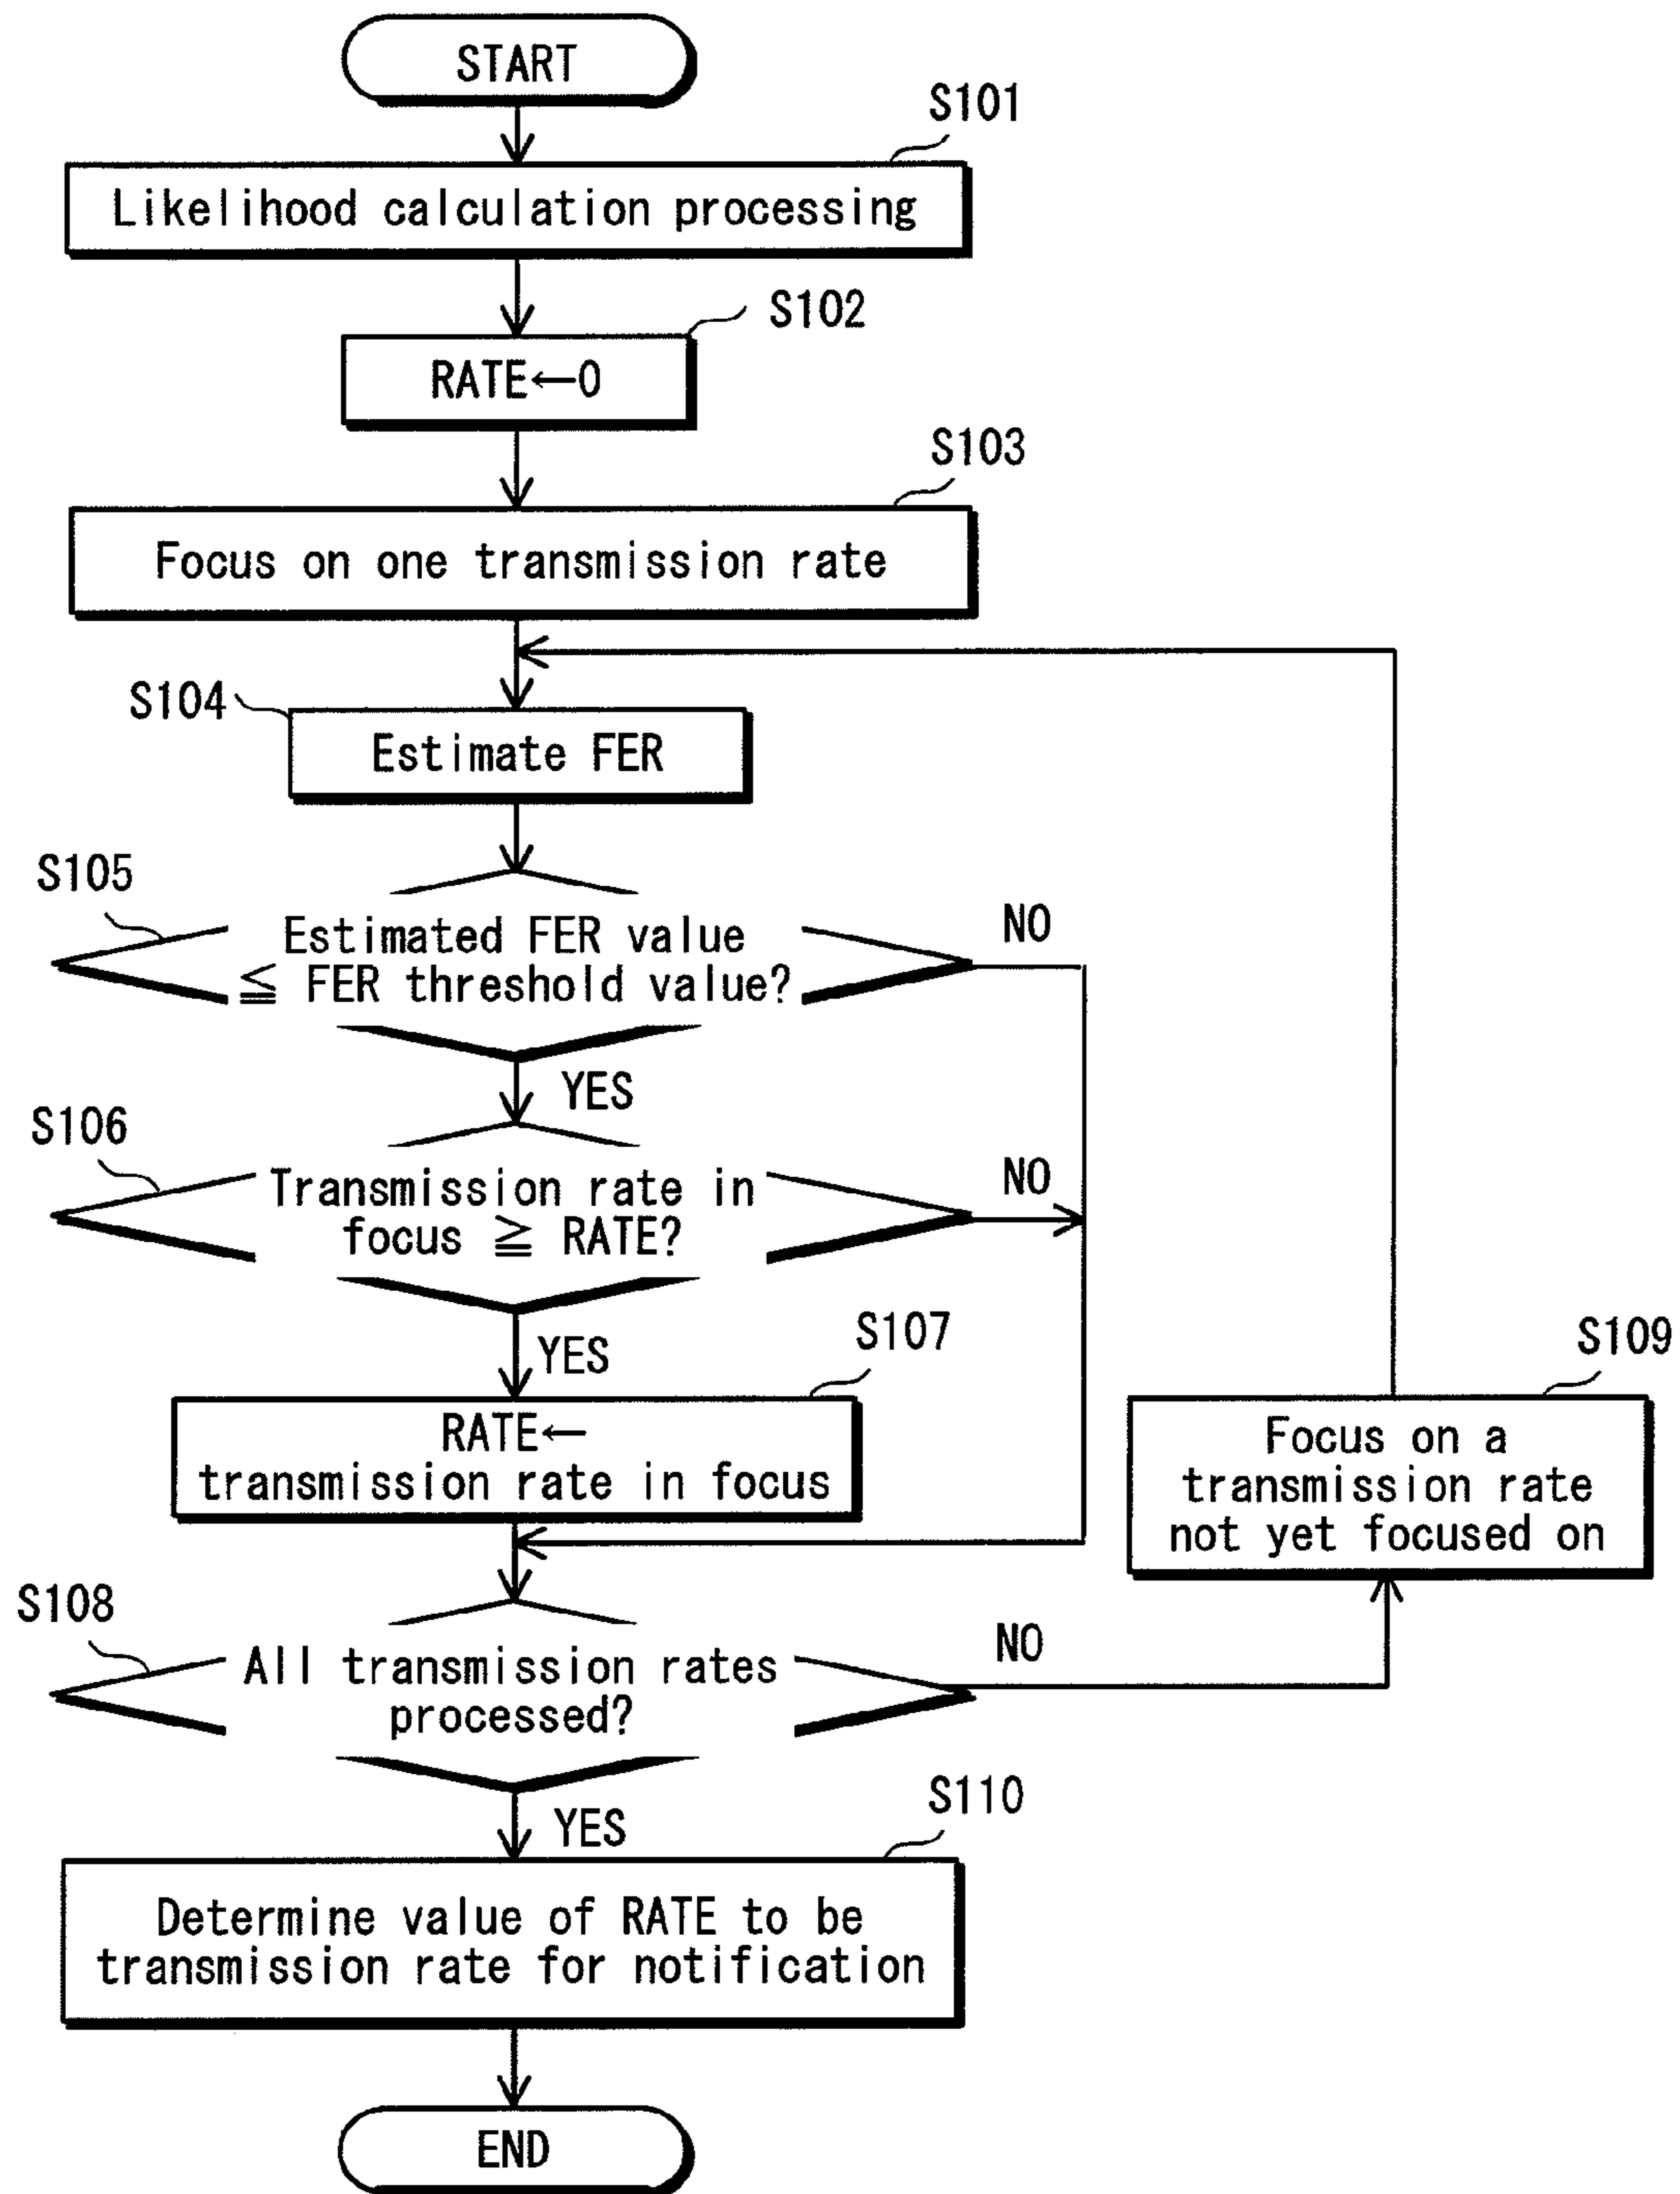 START
S101
Likelihood calculation processing
S102
RATE←0
S103
Focus on one transmission rate
S104
Estimate FER
S105
Estimated FER value
≦ FER threshold value?
NO
YES
S106
Transmission rate in
focus ≧ RATE?
NO
YES
S107
RATE←
transmission rate in focus
S109
Focus on a
transmission rate
not yet focused on
S108
All transmission rates
processed?
NO
YES
S110
Determine value of RATE to be
transmission rate for notification
END